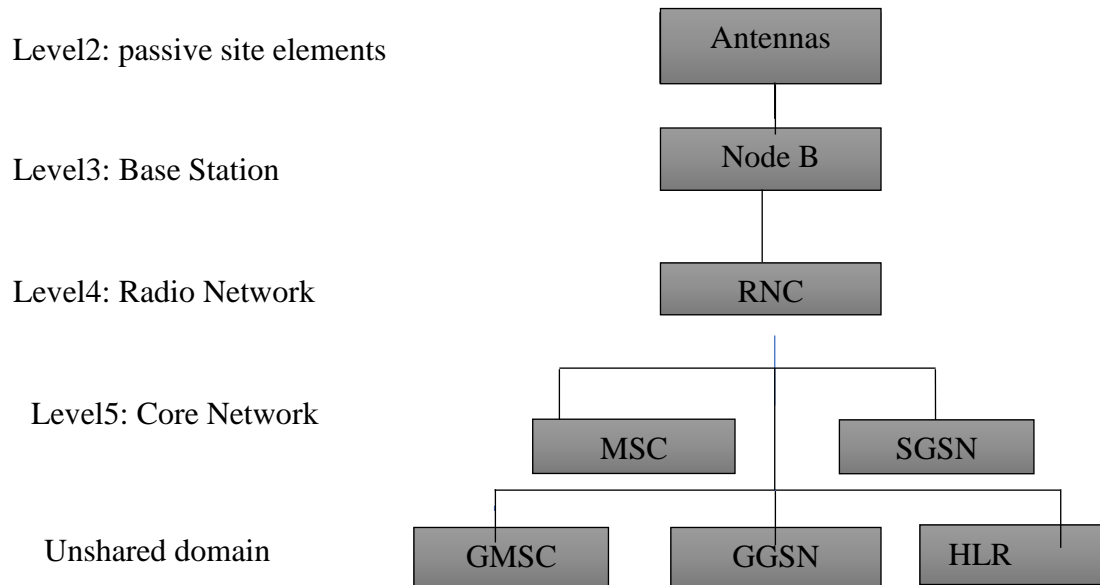 Level2: passive site elements
Antennas
Level3: Base Station
Node B
Level4: Radio Network
RNC
Level5: Core Network
MSC
SGSN
Unshared domain
GMSC
GGSN
HLR